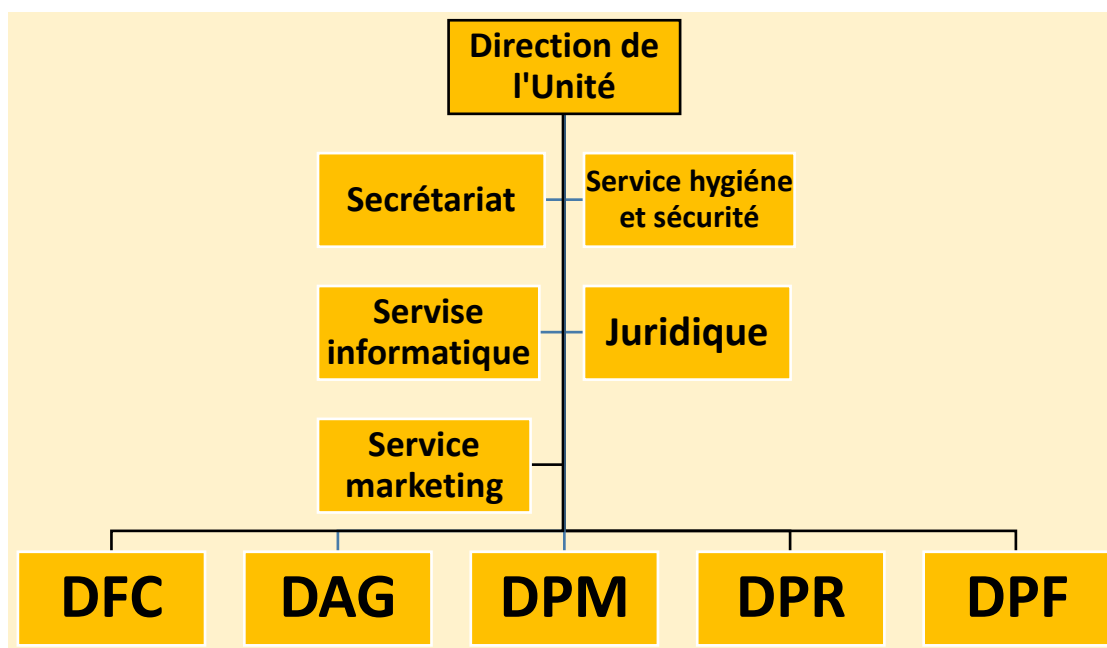 Direction de
l'Unité
Secrétariat
Service hygiéne
et sécurité
Servise
informatique
Juridique
Service
marketing
DFC
DAG
DPM
DPR
DPF